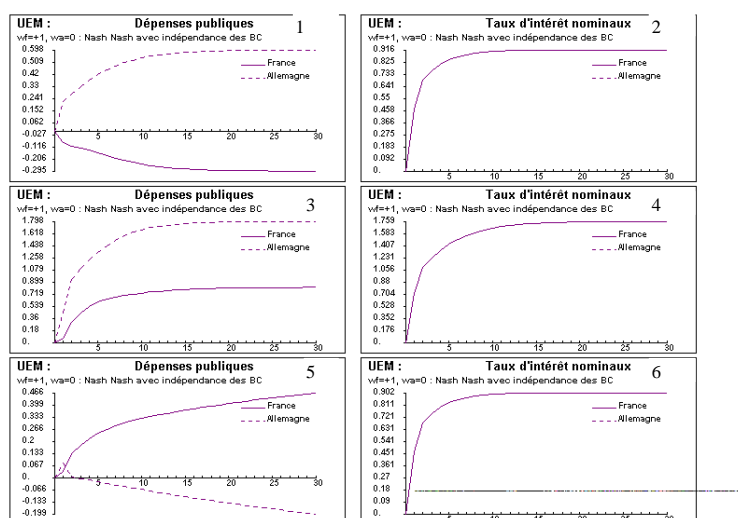 UEM : Dépenses publiques 1
wf=+1, wa=0 : Nash Nash avec indépendance des BC
0.598
0.509
0.42
0.33
0.241
0.152
0.062
-0.027
-0.116
-0.206
-0.295
France
Allemagne
5 10 15 20 25 30
UEM : Taux d'intérêt nominaux 2
wf=+1, wa=0 : Nash Nash avec indépendance des BC
0.916
0.825
0.733
0.641
0.55
0.458
0.366
0.275
0.183
0.092
0.
France
Allemagne
5 10 15 20 25 30
UEM : Dépenses publiques 3
wf=+1, wa=0 : Nash Nash avec indépendance des BC
1.798
1.618
1.438
1.258
1.079
0.899
0.719
0.539
0.36
0.18
0.
France
Allemagne
5 10 15 20 25 30
UEM : Taux d'intérêt nominaux 4
wf=+1, wa=0 : Nash Nash avec indépendance des BC
1.759
1.583
1.407
1.231
1.056
0.88
0.704
0.528
0.352
0.176
0.
France
Allemagne
5 10 15 20 25 30
UEM : Dépenses publiques 5
wf=+1, wa=0 : Nash Nash avec indépendance des BC
0.466
0.399
0.333
0.266
0.2
0.133
0.067
0.
-0.066
-0.133
-0.199
France
Allemagne
5 10 15 20 25 30
UEM : Taux d'intérêt nominaux 6
wf=+1, wa=0 : Nash Nash avec indépendance des BC
0.902
0.811
0.721
0.631
0.541
0.451
0.361
0.27
0.18
0.09
0.
France
Allemagne
5 10 15 20 25 30